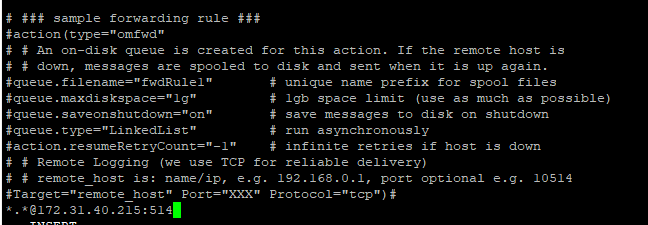 # ### sample forwarding rule ###
#action(type="omfwd"
# # An on-disk queue is created for this action. If the remote host is
# # down, messages are spooled to disk and sent when it is up again.
#queue.filename="fwdRule1"       # unique name prefix for spool files
#queue.maxdiskspace="1g"         # 1gb space limit (use as much as possible)
#queue.saveonshutdown="on"       # save messages to disk on shutdown
#queue.type="LinkedList"         # run asynchronously
#action.resumeRetryCount="-1"    # infinite retries if host is down
# # Remote Logging (we use TCP for reliable delivery)
# # remote_host is: name/ip, e.g. 192.168.0.1, port optional e.g. 10514
#Target="remote_host" Port="XXX" Protocol="tcp")#
*.*@172.31.40.215:514
-- INSERT --